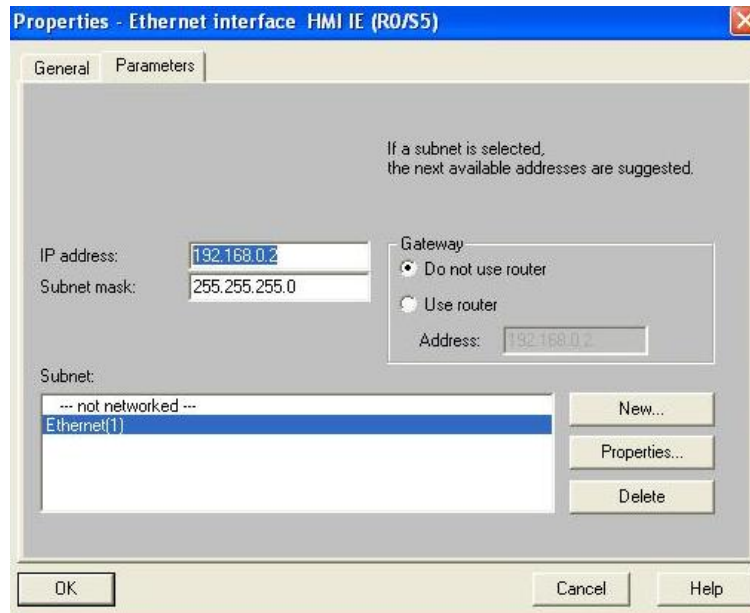 Properties - Ethernet interface HMI IE (R0/S5)
General
Parameters
If a subnet is selected,
the next available addresses are suggested.
IP address:
192.168.0.2
Subnet mask:
255.255.255.0
Gateway
Do not use router
Use router
Address:
192.168.0.2
Subnet:
--- not networked ---
Ethernet(1)
New...
Properties...
Delete
OK
Cancel
Help